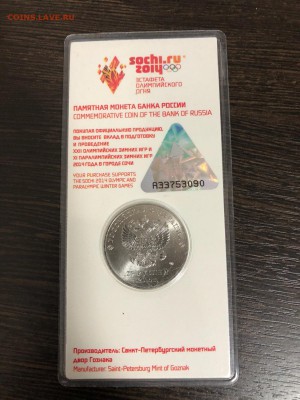 COINS.LAVE.RU
sochi.ru
2014
ЭСТАФЕТА
ОЛИМПИЙСКОГО
ОГНЯ
ПАМЯТНАЯ МОНЕТА БАНКА РОССИИ
COMMEMORATIVE COIN OF THE BANK OF RUSSIA
ПОКУПАЯ ОФИЦИАЛЬНУЮ ПРОДУКЦИЮ,
ВЫ ВНОСИТЕ ВКЛАД В ПОДГОТОВКУ
И ПРОВЕДЕНИЕ
XXII ОЛИМПИЙСКИХ ЗИМНИХ ИГР И
XI ПАРАЛИМПИЙСКИХ ЗИМНИХ ИГР
2014 ГОДА В ГОРОДЕ СОЧИ
YOUR PURCHASE SUPPORTS
THE SOCHI 2014 OLYMPIC AND
PARALYMPIC WINTER GAMES
A33753090
Производитель: Санкт-Петербургский монетный
двор Гознака
Manufacturer: Saint-Petersburg Mint of Goznak